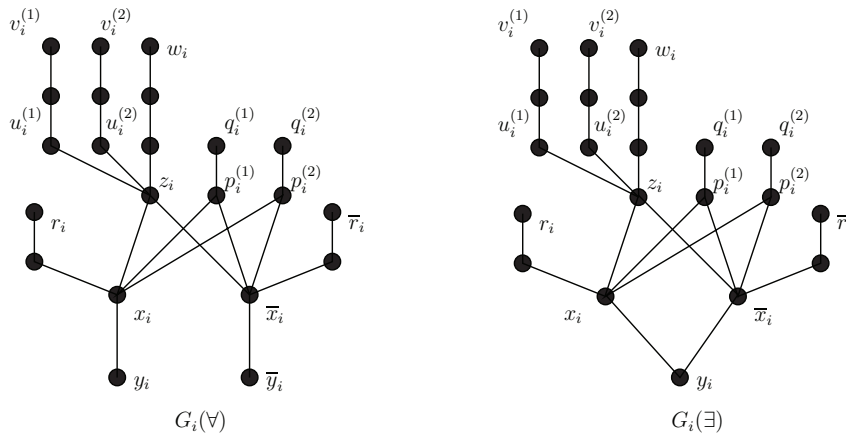 v_i^{(1)} v_i^{(2)} v_i^{(1)} v_i^{(2)}
w_i w_i
u_i^{(1)} u_i^{(2)} q_i^{(1)} q_i^{(2)} u_i^{(1)} u_i^{(2)} q_i^{(1)} q_i^{(2)}
z_i p_i^{(1)} p_i^{(2)} z_i p_i^{(1)} p_i^{(2)}
r_i \overline{r}_i r_i \overline{r}
x_i \overline{x}_i x_i \overline{x}_i
y_i \overline{y}_i y_i
G_i(∀) G_i(∃)